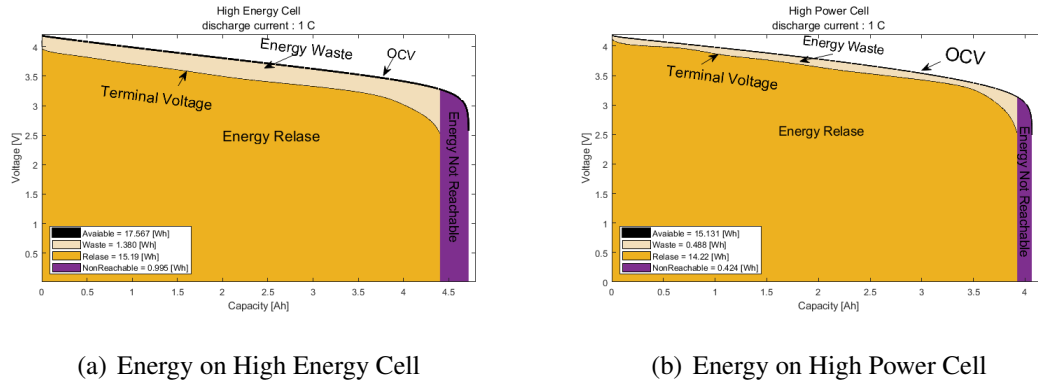 High Energy Cell
discharge current : 1 C
Energy Waste
OCV
Terminal Voltage
Energy Relase
Energy Not Reachable
Voltage [V]
4
3.5
3
2.5
2
1.5
1
0.5
0
Avaiable = 17.567 [Wh]
Waste = 1.380 [Wh]
Relase = 15.19 [Wh]
NonReachable = 0.995 [Wh]
0 0.5 1 1.5 2 2.5 3 3.5 4 4.5
Capacity [Ah]
(a) Energy on High Energy Cell
High Power Cell
discharge current : 1 C
Energy Waste
OCV
Terminal Voltage
Energy Relase
Energy Not Reachable
Voltage [V]
4
3.5
3
2.5
2
1.5
1
0.5
0
Avaiable = 15.131 [Wh]
Waste = 0.488 [Wh]
Relase = 14.22 [Wh]
NonReachable = 0.424 [Wh]
0 0.5 1 1.5 2 2.5 3 3.5 4
Capacity [Ah]
(b) Energy on High Power Cell